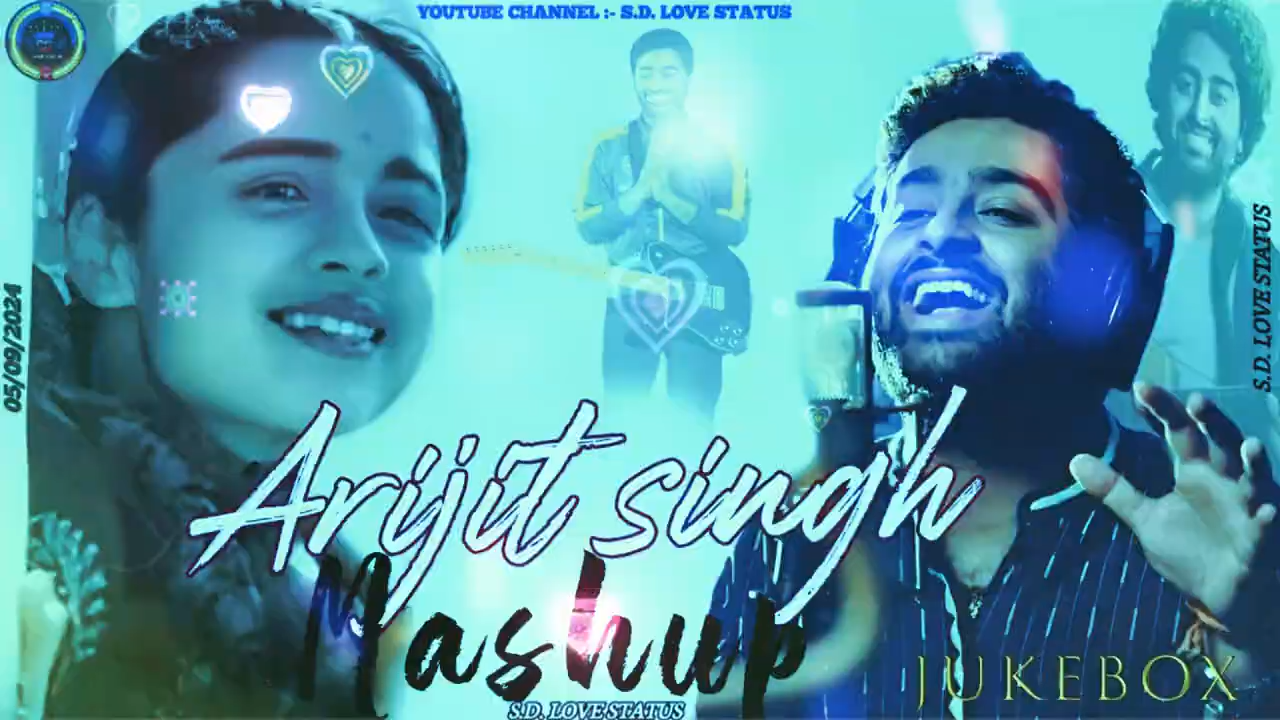 YOUTUBE CHANNEL :- S.D. LOVE STATUS
05/09/2024
S.D. LOVE STATUS
Arijit singh
Mashup
JUKEBOX
S.D. LOVE STATUS